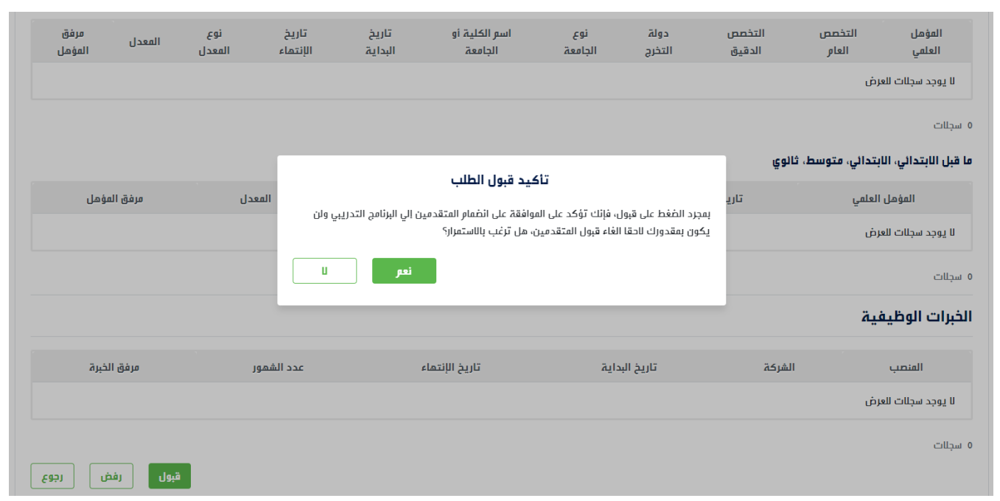 المؤهل العلمي
التخصص العام
التخصص الدقيق
دولة التخرج
نوع الجامعة
اسم الكلية أو الجامعة
تاريخ البداية
تاريخ الإنتهاء
نوع المعدل
المعدل
مرفق المؤهل
لا يوجد سجلات للعرض
0 سجلات
ما قبل الابتدائي، الابتدائي، متوسط، ثانوي
المؤهل العلمي
المعدل
مرفق المؤهل
لا يوجد سجلات للعرض
0 سجلات
تأكيد قبول الطلب
بمجرد الضغط على قبول، فإنك تؤكد على الموافقة على انضمام المتقدمين إلي البرنامج التدريبي ولن
يكون بمقدورك لاحقا الغاء قبول المتقدمين، هل ترغب بالاستمرار؟
نعم
لا
الخبرات الوظيفية
المنصب
الشركة
تاريخ البداية
تاريخ الإنتهاء
عدد الشهور
مرفق الخبرة
لا يوجد سجلات للعرض
0 سجلات
قبول
رفض
رجوع